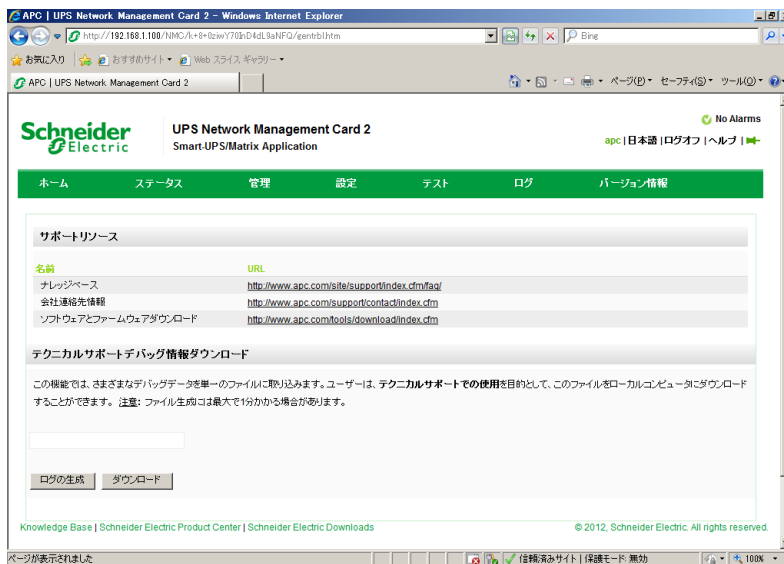 APC | UPS Network Management Card 2 - Windows Internet Explorer
http://192.168.1.100/NMC/k+8+0ziwY70InD4dL9aNFQ/gentrbl.htm
Bing
お気に入り おすすめサイト Web スライス ギャラリー
APC | UPS Network Management Card 2
ページ(P) セーフティ(S) ツール(O)
No Alarms
Schneider Electric
UPS Network Management Card 2
Smart-UPS/Matrix Application
apc | 日本語 | ログオフ | ヘルプ |
ホーム ステータス 管理 設定 テスト ログ バージョン情報
サポートリソース
名前 URL
ナレッジベース http://www.apc.com/site/support/index.cfm/faq/
会社連絡先情報 http://www.apc.com/support/contact/index.cfm
ソフトウェアとファームウェアダウンロード http://www.apc.com/tools/download/index.cfm
テクニカルサポートデバッグ情報ダウンロード
この機能では、さまざまなデバッグデータを単一のファイルに取り込みます。ユーザーは、テクニカルサポートでの使用を目的として、このファイルをローカルコンピュータにダウンロード
することができます。 注意: ファイル生成には最大で1分かかる場合があります。
ログの生成 ダウンロード
Knowledge Base | Schneider Electric Product Center | Schneider Electric Downloads
© 2012, Schneider Electric. All rights reserved.
ページが表示されました
信頼済みサイト | 保護モード: 無効
100%